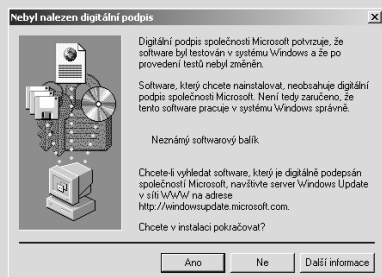 Nebyl nalezen digitální podpis
Digitální podpis společnosti Microsoft potvrzuje, že
software byl testován v systému Windows a že po
provedení testů nebyl změněn.
Software, který chcete nainstalovat, neobsahuje digitální
podpis společnosti Microsoft. Není tedy zaručeno, že
tento software pracuje v systému Windows správně.
Neznámý softwarový balík
Chcete-li vyhledat software, který je digitálně podepsán
společností Microsoft, navštivte server Windows Update
v síti WWW na adrese
http://windowsupdate.microsoft.com.
Chcete v instalaci pokračovat?
Ano
Ne
Další informace